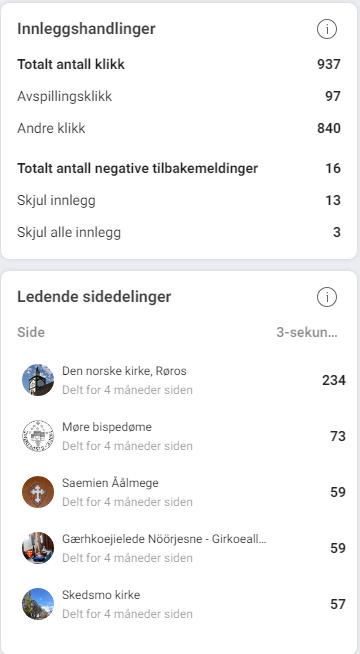 Innleggshandlinger
Totalt antall klikk 937
Avspillingsklikk 97
Andre klikk 840
Totalt antall negative tilbakemeldinger 16
Skjul innlegg 13
Skjul alle innlegg 3
Ledende sidedelinger
Side 3-sekun…
Den norske kirke, Røros
Delt for 4 måneder siden
234
Møre bispedøme
Delt for 4 måneder siden
73
Saemien Åålmege
Delt for 4 måneder siden
59
Gærhkoejielede Nöörjesne - Girkoeall…
Delt for 4 måneder siden
59
Skedsmo kirke
Delt for 4 måneder siden
57